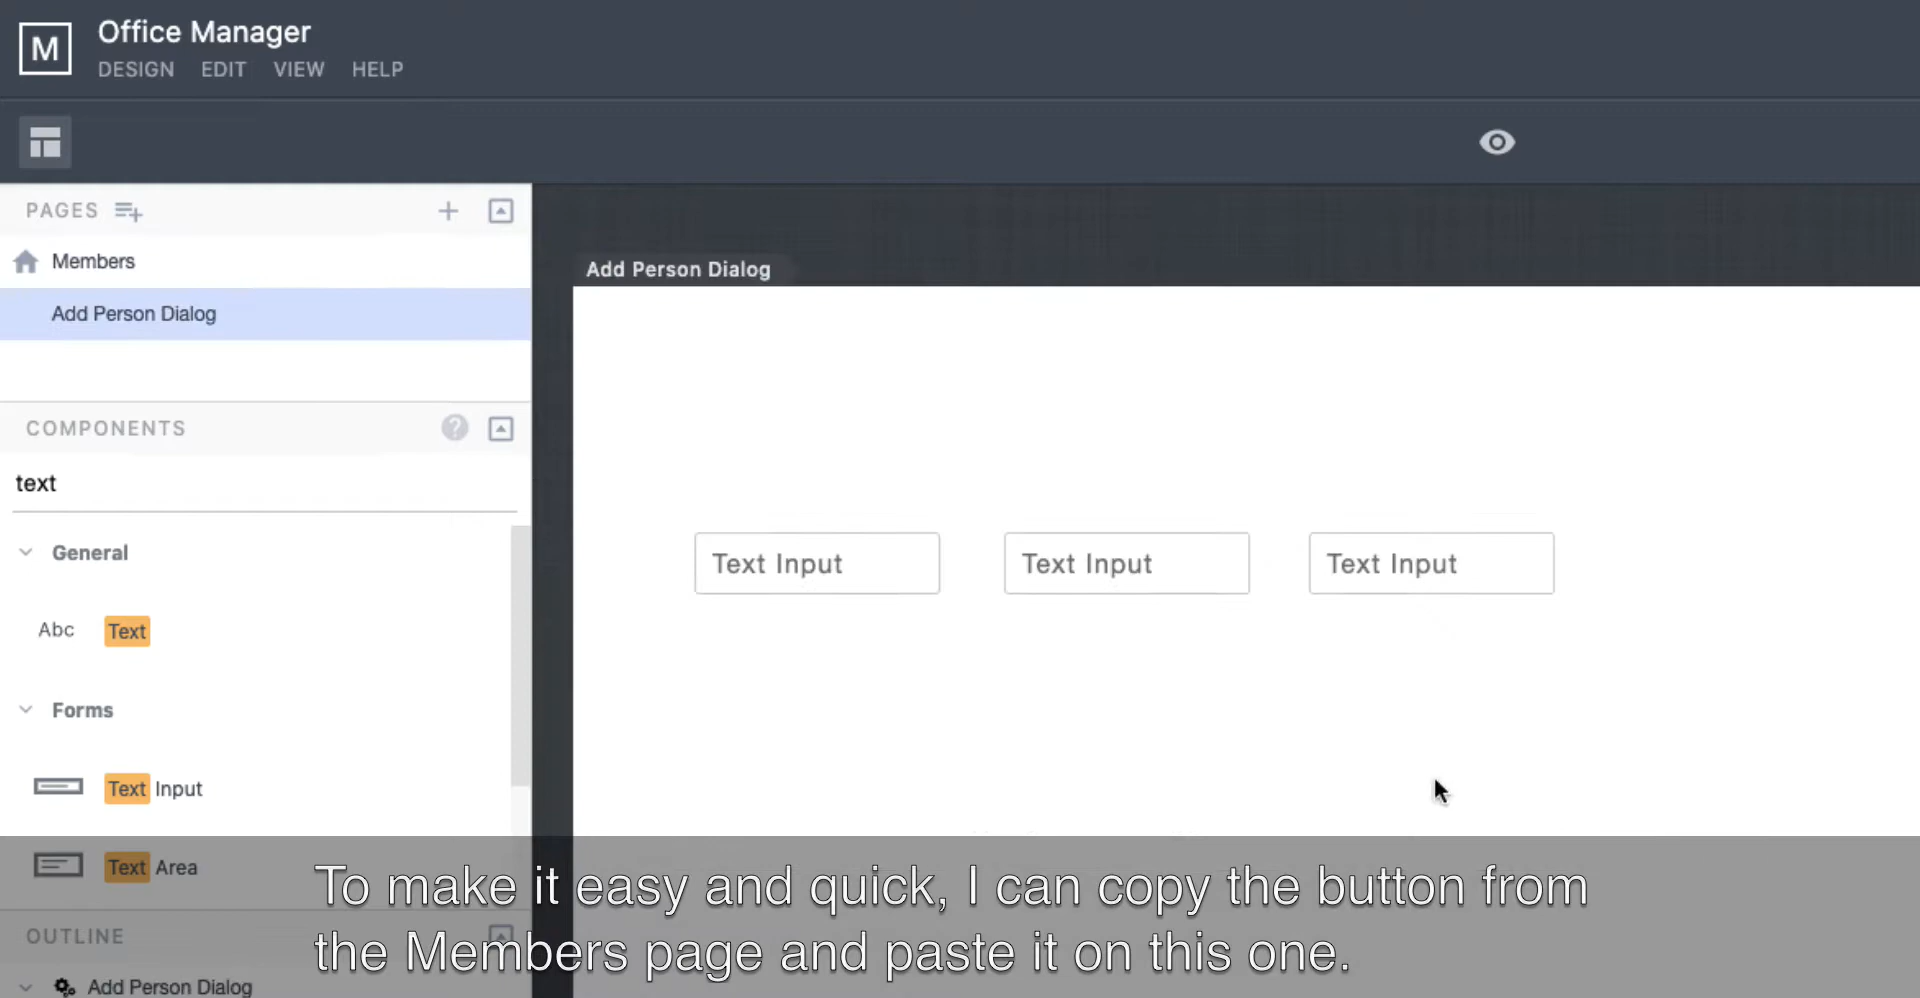 M
Office Manager
DESIGN EDIT VIEW HELP
PAGES
Members
Add Person Dialog
COMPONENTS
?
text
General
Abc Text
Forms
Text Input
Text Area
OUTLINE
Add Person Dialog
Add Person Dialog
Text Input Text Input Text Input
To make it easy and quick, I can copy the button from
the Members page and paste it on this one.